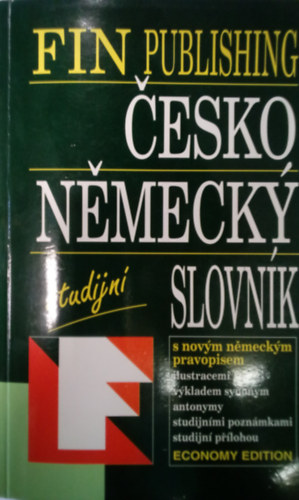 FIN PUBLISHING
ČESKO
NĚMECKÝ
studijní
SLOVNÍK
s novým německým
pravopisem
ilustracemi
výkladem synonym
antonymy
studijními poznámkami
studijní přílohou
ECONOMY EDITION